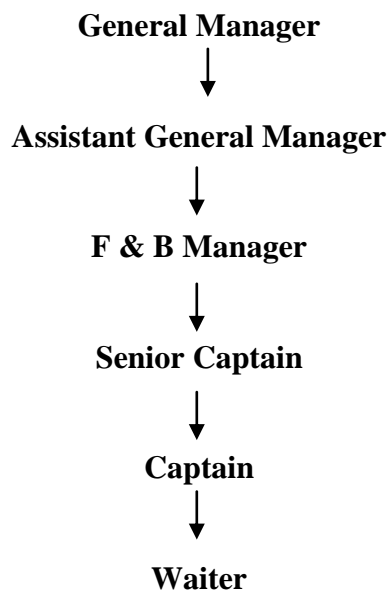 General Manager
Assistant General Manager
F & B Manager
Senior Captain
Captain
Waiter